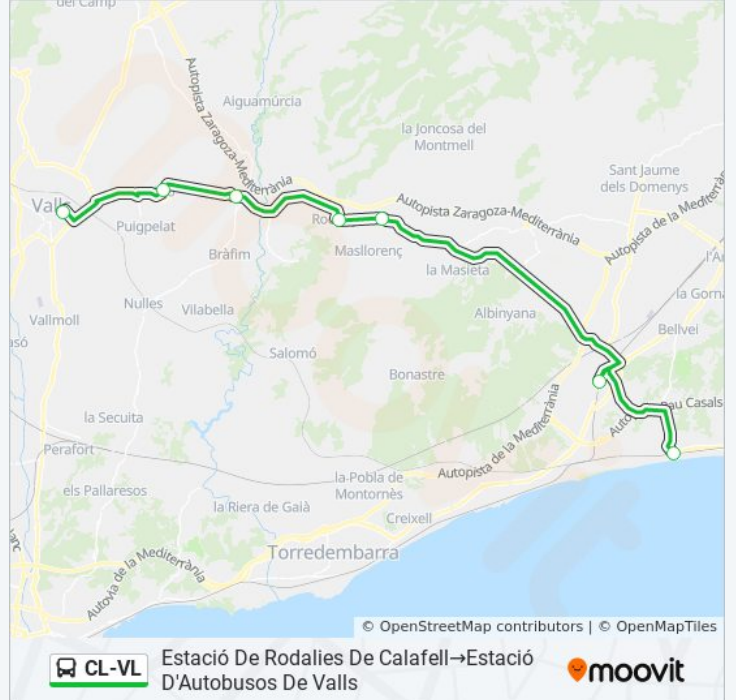 del Camp
Autopista Zaragoza-Mediterrània
Aiguamúrcia
la Joncosa del
Montmell
Sant Jaume
dels Domenys
Autopista de la Mediterrà
Autopista Zaragoza-Mediterrània
Valls
Puigpelat
Bràfim
Masllorenç
la Masieta
l'A
la Gorna
Nulles
Vilabella
Albinyana
Vallmoll
Bellvei
Salomó
Bonastre
Pau Casals
la Secuita
Autopista de la Mediterrània
Perafort
els Pallaresos
la Pobla de
Montornès
la Riera de Gaià
Creixell
Torredembarra
Autovia de la Mediterrània
© OpenStreetMap contributors | © OpenMapTiles
CL-VL
Estació De Rodalies De Calafell→Estació
D'Autobusos De Valls
moovit